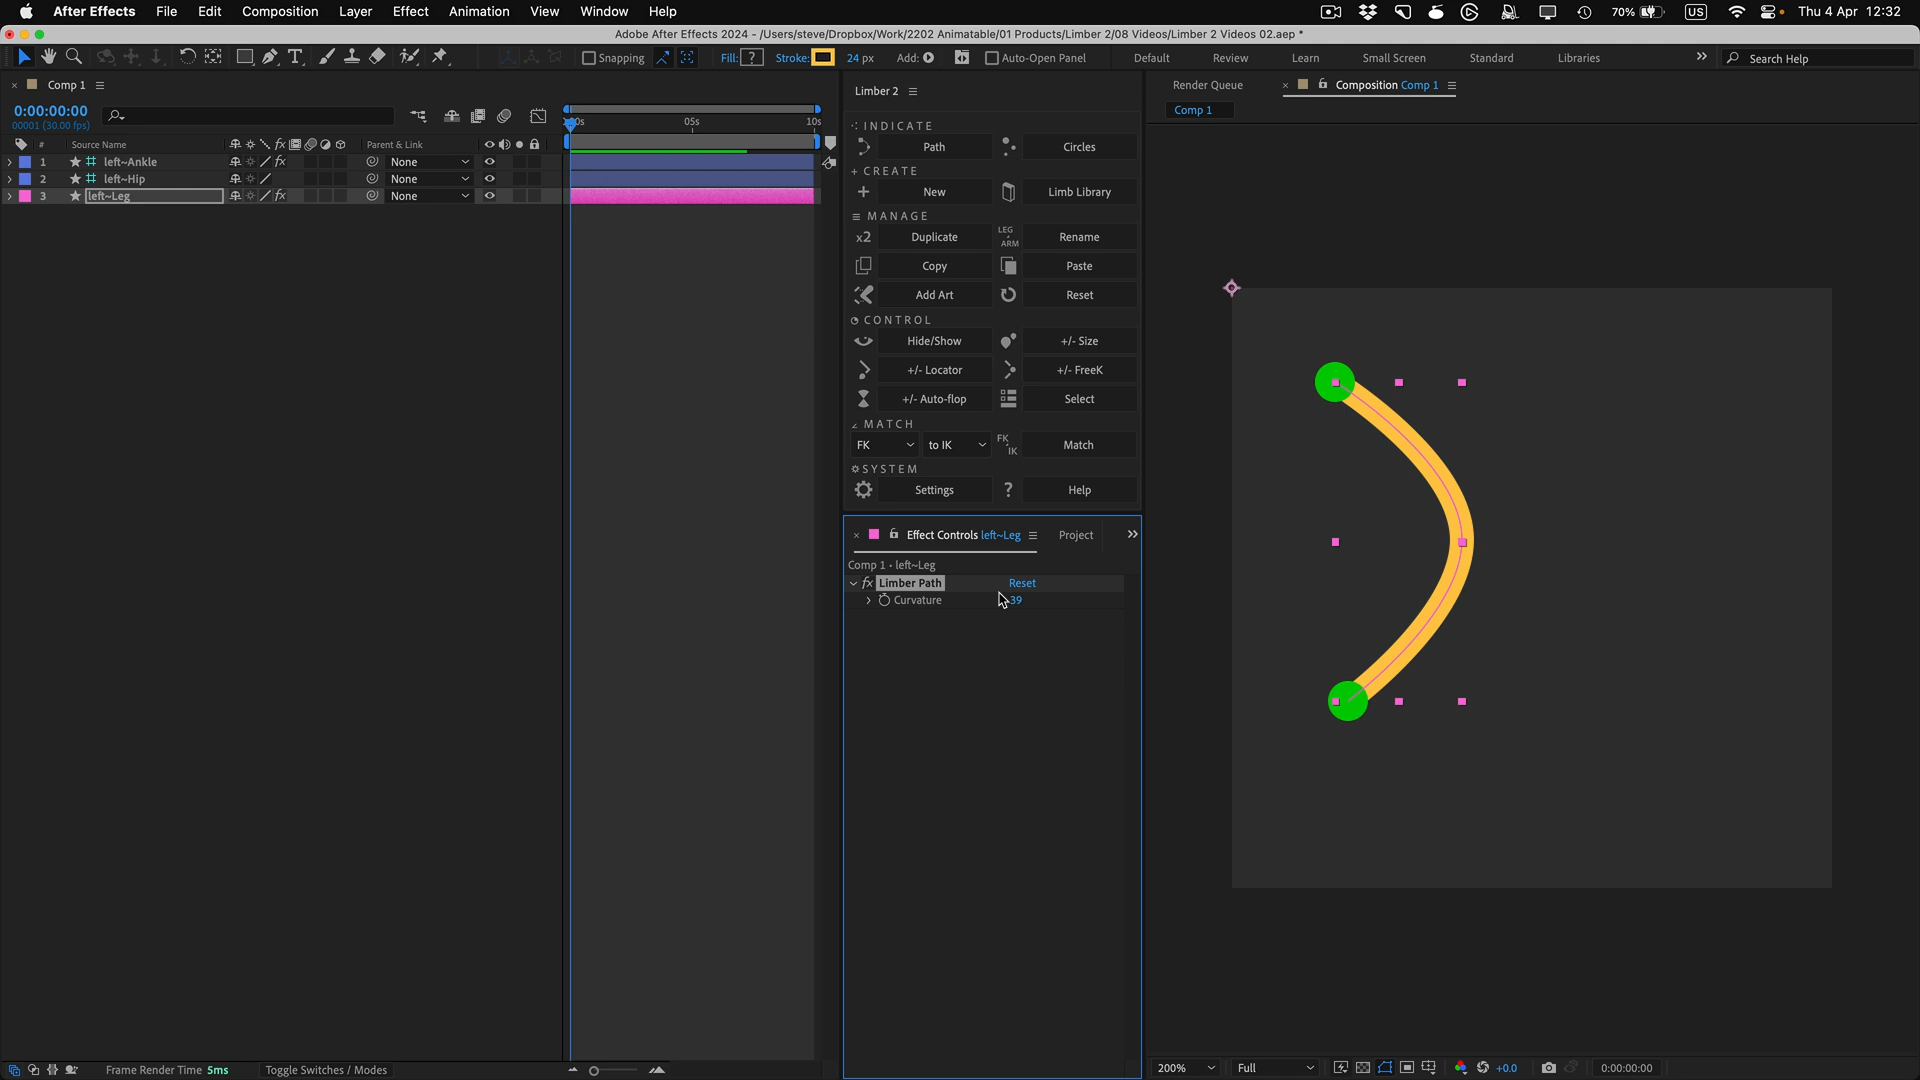 After Effects File Edit Composition Layer Effect Animation View Window Help 70% US Thu 4 Apr 12:32
Adobe After Effects 2024 - /Users/steve/Dropbox/Work/2202 Animatable/01 Products/Limber 2/08 Videos/Limber 2 Videos 02.aep *
Snapping Fill: ? Stroke: 24 px Add: Auto-Open Panel Default Review Learn Small Screen Standard Libraries Search Help
Comp 1
0:00:00:00
00001 (30.00 fps)
0s 05s 10s
# Source Name fx Parent & Link
1 left~Ankle fx None
2 left~Hip None
3 left~Leg fx None
Limber 2
INDICATE
Path Circles
+ CREATE
New Limb Library
MANAGE
x2 Duplicate LEG ARM Rename
Copy Paste
Add Art Reset
CONTROL
Hide/Show +/- Size
+/- Locator +/- FreeK
+/- Auto-flop Select
MATCH
FK to IK FK IK Match
SYSTEM
Settings ? Help
Effect Controls left~Leg Project
Comp 1 • left~Leg
fx Limber Path Reset
Curvature 39
Render Queue Composition Comp 1
Comp 1
Frame Render Time 5ms Toggle Switches / Modes
200% Full +0.0 0:00:00:00